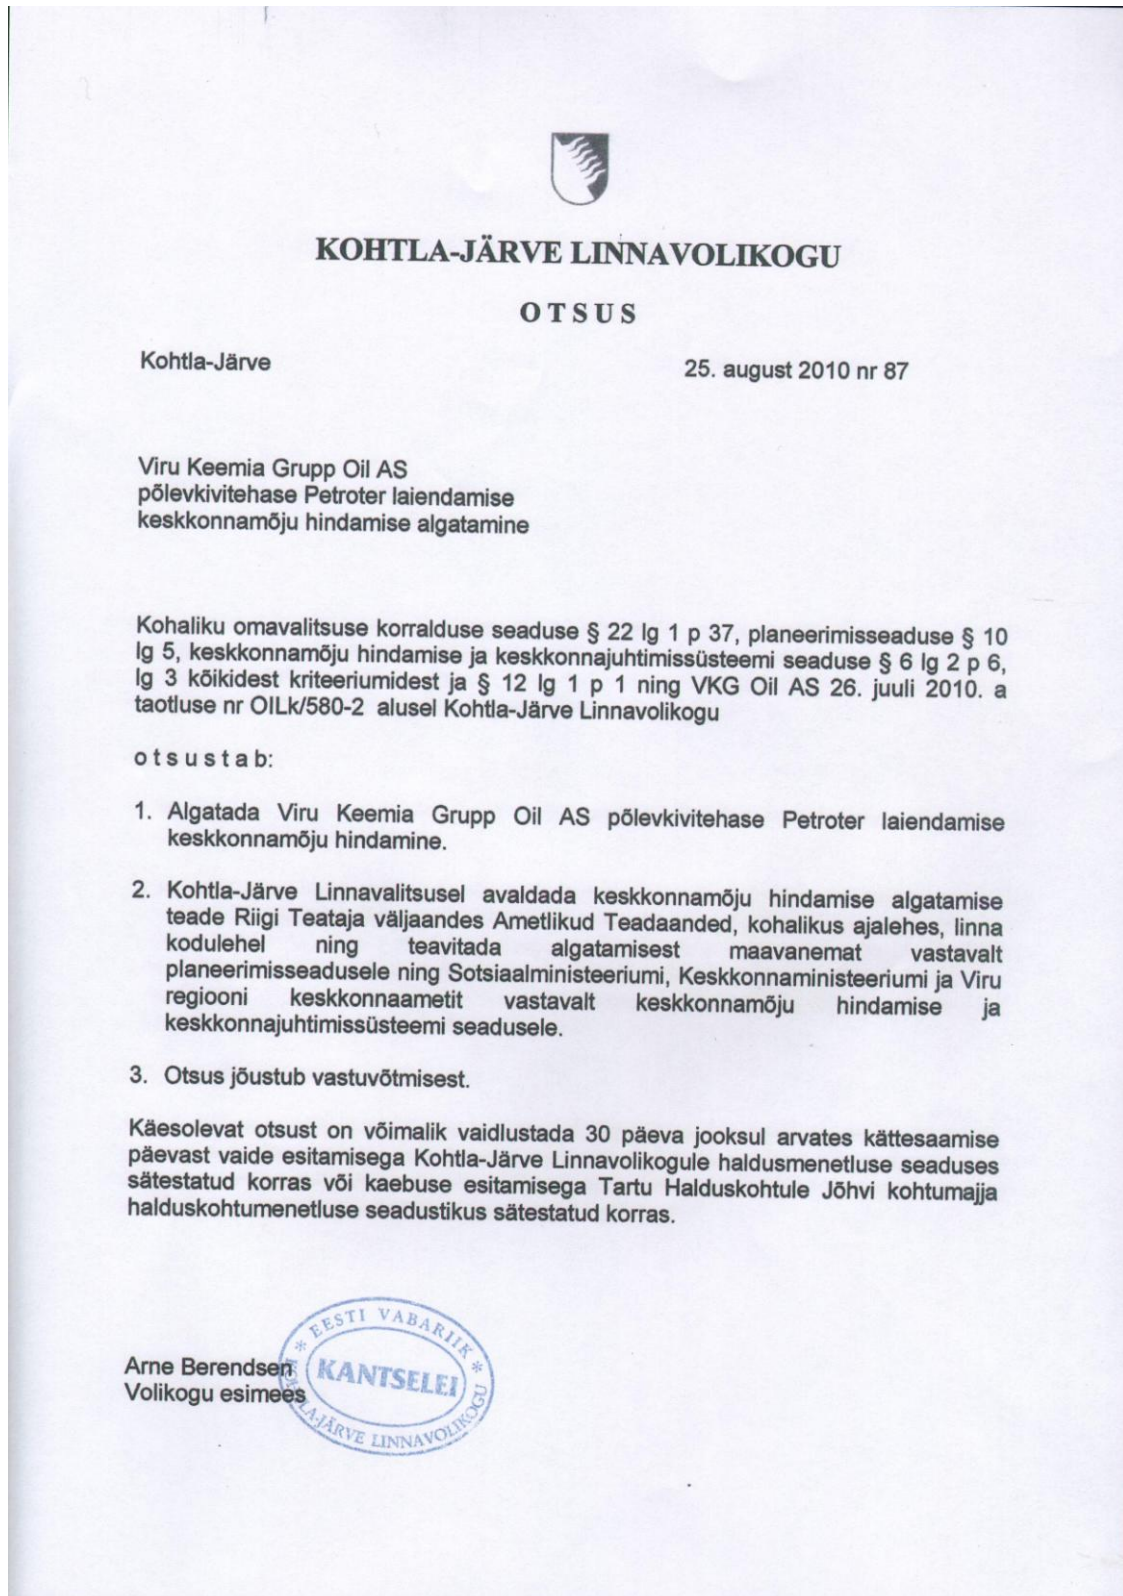 KOHTLA-JÄRVE LINNAVOLIKOGU
O T S U S
Kohtla-Järve
25. august 2010 nr 87
Viru Keemia Grupp Oil AS
põlevkivitehase Petroter laiendamise
keskkonnamõju hindamise algatamine
Kohaliku omavalitsuse korralduse seaduse § 22 lg 1 p 37, planeerimisseaduse § 10
lg 5, keskkonnamõju hindamise ja keskkonnajuhtimissüsteemi seaduse § 6 lg 2 p 6,
lg 3 kõikidest kriteeriumidest ja § 12 lg 1 p 1 ning VKG Oil AS 26. juuli 2010. a
taotluse nr OILk/580-2 alusel Kohtla-Järve Linnavolikogu
o t s u s t a b:
1. Algatada Viru Keemia Grupp Oil AS põlevkivitehase Petroter laiendamise
keskkonnamõju hindamine.
2. Kohtla-Järve Linnavalitsusel avaldada keskkonnamõju hindamise algatamise
teade Riigi Teataja väljaandes Ametlikud Teadaanded, kohalikus ajalehes, linna
kodulehel ning teavitada algatamisest maavanemat vastavalt
planeerimisseadusele ning Sotsiaalministeeriumi, Keskkonnaministeeriumi ja Viru
regiooni keskkonnaametit vastavalt keskkonnamõju hindamise ja
keskkonnajuhtimissüsteemi seadusele.
3. Otsus jõustub vastuvõtmisest.
Käesolevat otsust on võimalik vaidlustada 30 päeva jooksul arvates kättesaamise
päevast vaide esitamisega Kohtla-Järve Linnavolikogule haldusmenetluse seaduses
sätestatud korras või kaebuse esitamisega Tartu Halduskohtule Jõhvi kohtumajja
halduskohtumenetluse seadustikus sätestatud korras.
Arne Berendsen
Volikogu esimees
* EESTI VABARIIK *
KANTSELEI
KOHTLA-JÄRVE LINNAVOLIKOGU